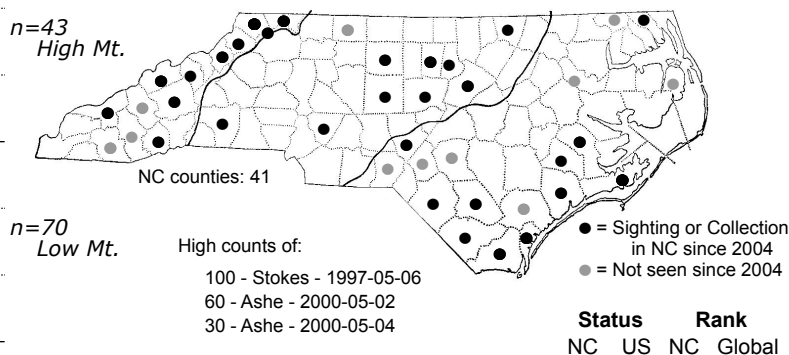 n=43
High Mt.
NC counties: 41
n=70
Low Mt.
High counts of:
100 - Stokes - 1997-05-06
60 - Ashe - 2000-05-02
30 - Ashe - 2000-05-04
● = Sighting or Collection
in NC since 2004
● = Not seen since 2004
Status Rank
NC US NC Global